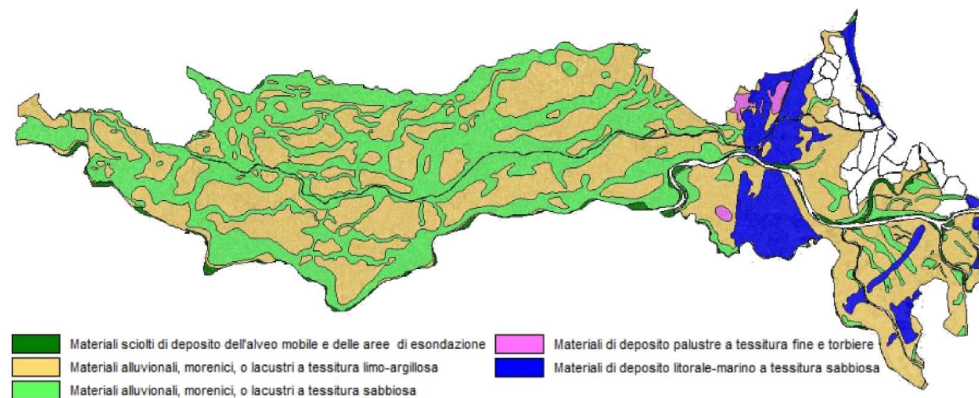 Materiali sciolti di deposito dell'alveo mobile e delle aree di esondazione
Materiali alluvionali, morenici, o lacustri a tessitura limo-argillosa
Materiali alluvionali, morenici, o lacustri a tessitura sabbiosa
Materiali di deposito palustre a tessitura fine e torbiere
Materiali di deposito litorale-marino a tessitura sabbiosa